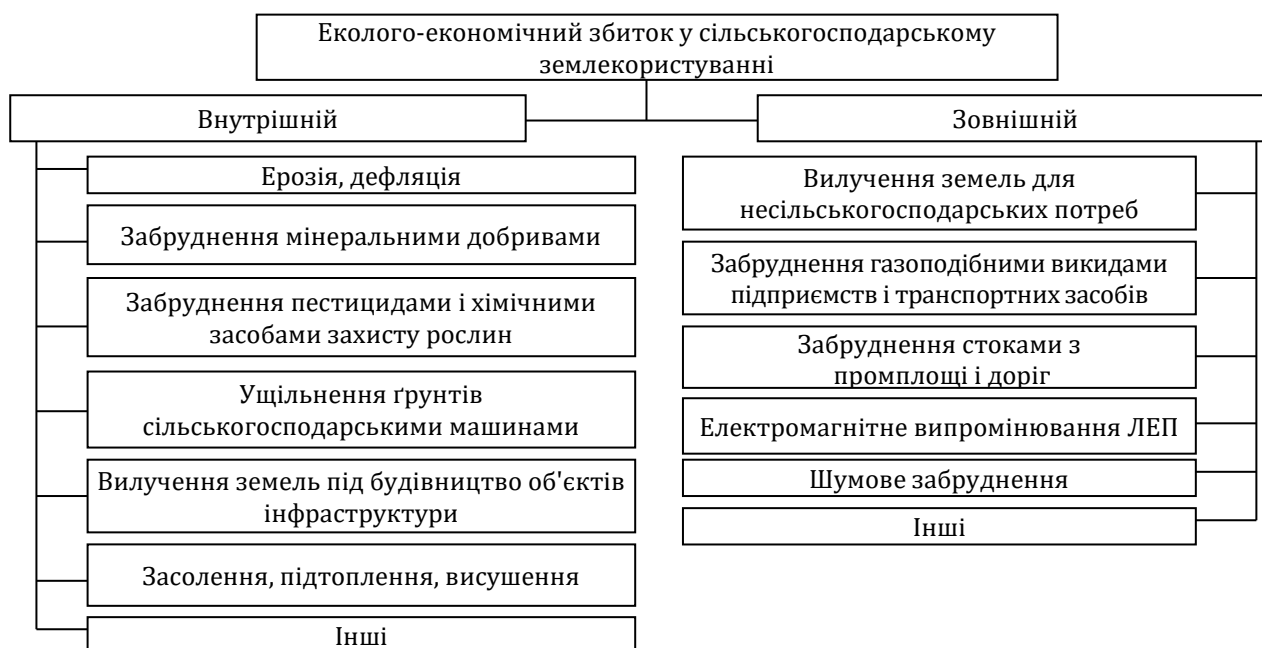 Еколого-економічний збиток у сільськогосподарському
землекористуванні
Внутрішній
Ерозія, дефляція
Забруднення мінеральними добривами
Забруднення пестицидами і хімічними
засобами захисту рослин
Ущільнення ґрунтів
сільськогосподарськими машинами
Вилучення земель під будівництво об'єктів
інфраструктури
Засолення, підтоплення, висушення
Інші
Зовнішній
Вилучення земель для
несільськогосподарських потреб
Забруднення газоподібними викидами
підприємств і транспортних засобів
Забруднення стоками з
промплощі і доріг
Електромагнітне випромінювання ЛЕП
Шумове забруднення
Інші